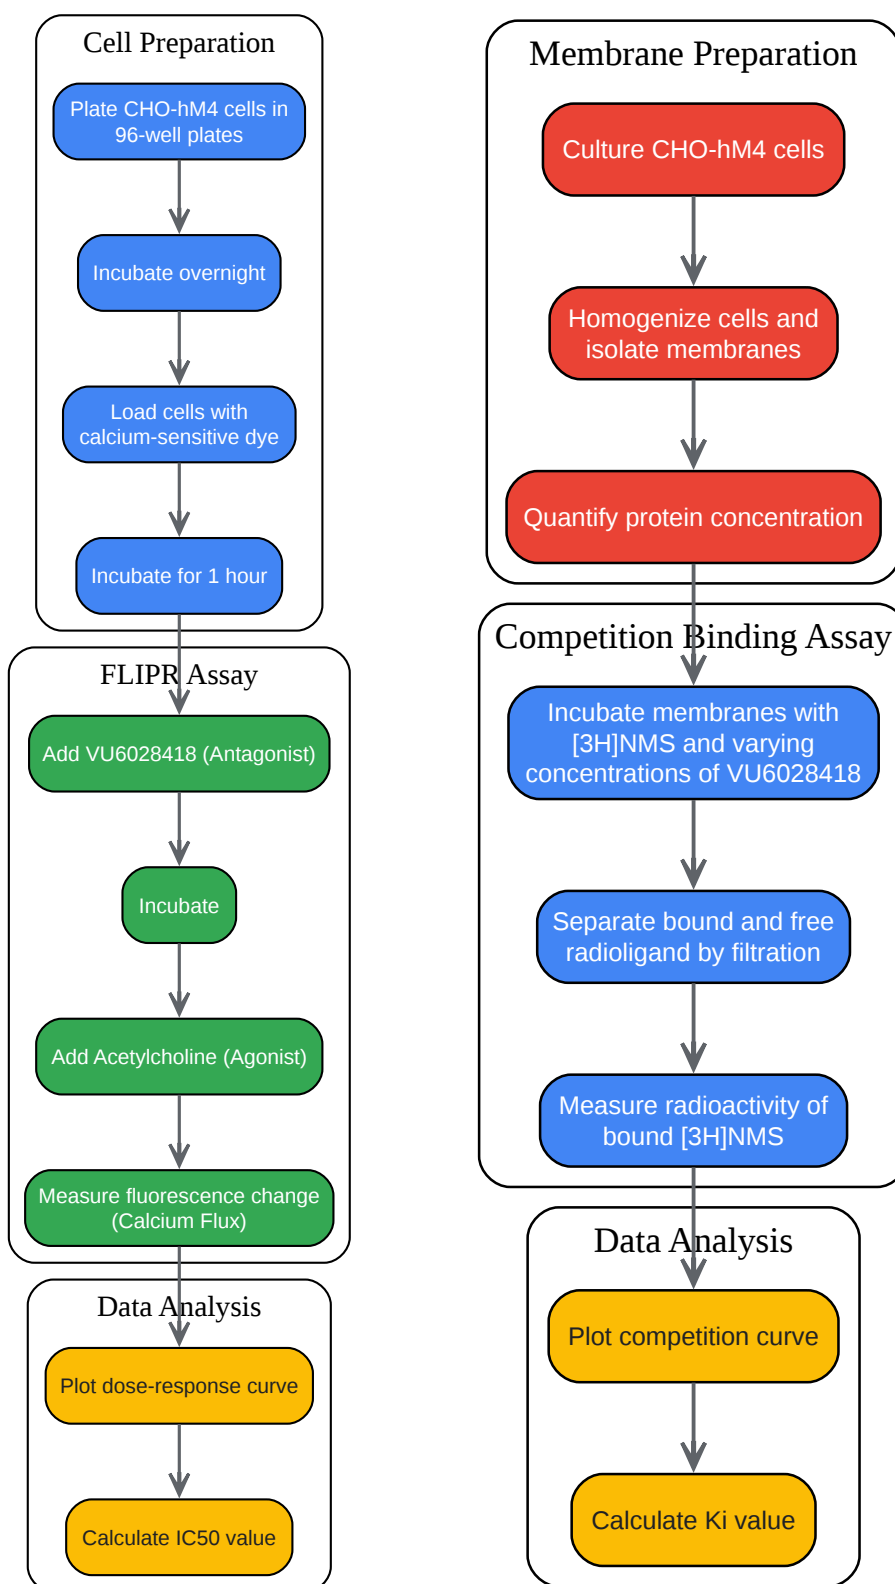 Cell Preparation
Plate CHO-hM4 cells in
96-well plates
Incubate overnight
Load cells with
calcium-sensitive dye
Incubate for 1 hour
FLIPR Assay
Add VU6028418 (Antagonist)
Incubate
Add Acetylcholine (Agonist)
Measure fluorescence change
(Calcium Flux)
Data Analysis
Plot dose-response curve
Calculate IC50 value
Membrane Preparation
Culture CHO-hM4 cells
Homogenize cells and
isolate membranes
Quantify protein concentration
Competition Binding Assay
Incubate membranes with
[3H]NMS and varying
concentrations of VU6028418
Separate bound and free
radioligand by filtration
Measure radioactivity of
bound [3H]NMS
Data Analysis
Plot competition curve
Calculate Ki value